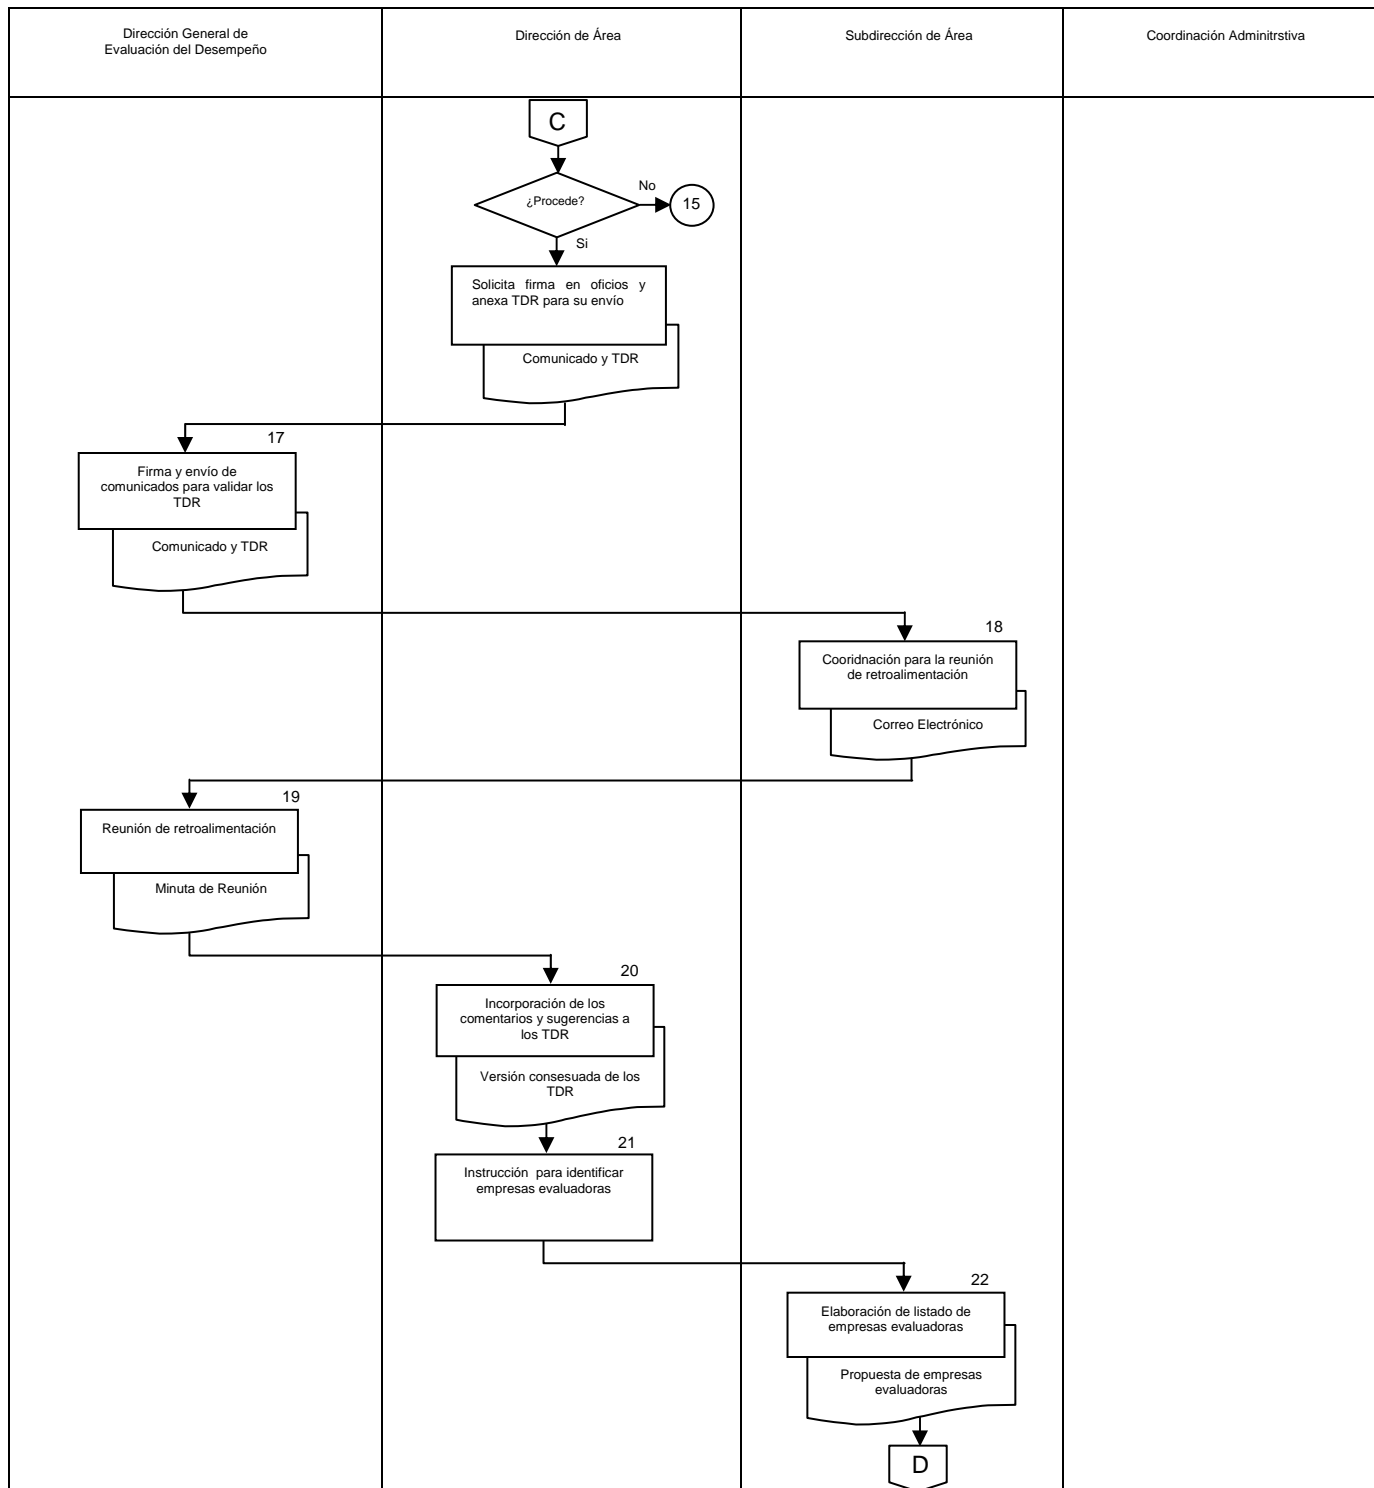 Dirección General de
Evaluación del Desempeño
Dirección de Área
Subdirección de Área
Coordinación Adminitrstiva
C
¿Procede?
No
15
Si
Solicita firma en oficios y
anexa TDR para su envío
Comunicado y TDR
17
Firma y envío de
comunicados para validar los
TDR
Comunicado y TDR
18
Cooridnación para la reunión
de retroalimentación
Correo Electrónico
19
Reunión de retroalimentación
Minuta de Reunión
20
Incorporación de los
comentarios y sugerencias a
los TDR
Versión consesuada de los
TDR
21
Instrucción para identificar
empresas evaluadoras
22
Elaboración de listado de
empresas evaluadoras
Propuesta de empresas
evaluadoras
D